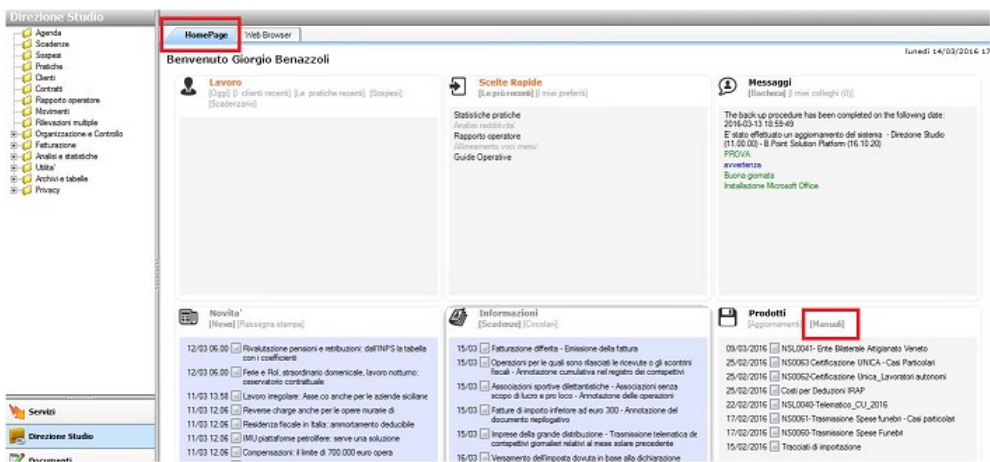 Direzione Studio
Agenda
Scadenze
Sospesi
Pratiche
Clienti
Contratti
Rapporto operatore
Movimenti
Rilevazioni multiple
Organizzazione e Controllo
Fatturazione
Analisi e statistiche
Utilita'
Archivi e tabelle
Privacy
Servizi
Direzione Studio
Documenti
HomePage
Web Browser
lunedì 14/03/2016 17
Benvenuto Giorgio Benazzoli
Lavoro
[Oggi] [I clienti recenti] [Le pratiche recenti] [Sospesi]
[Scadenzario]
Scelte Rapide
[Le più recenti] [I miei preferiti]
Statistiche pratiche
Analisi redditivita'
Rapporto operatore
Allineamento voci menu'
Guide Operative
Messaggi
[Bacheca] [I miei colleghi (0)]
The back-up procedure has been completed on the following date:
2016-03-13 18:59:49
E' stato effettuato un aggiornamento del sistema - Direzione Studio
(11.00.00) - B.Point Solution Platform (16.10.20)
PROVA
avvertenza
Buona giornata
Installazione Microsoft Office
Novita'
[News] [Rassegna stampa]
12/03 06.00 Rivalutazione pensioni e retribuzioni: dall'INPS la tabella
con i coefficienti
12/03 06.00 Ferie e Rol, straordinario domenicale, lavoro notturno:
osservatorio contrattuale
11/03 13.58 Lavoro irregolare: Asse.co anche per le aziende siciliane
11/03 12.06 Reverse charge anche per le opere murarie di
11/03 12.06 Residenza fiscale in Italia: ammortamento deducibile
11/03 12.06 IMU piattaforme petrolifere: serve una soluzione
11/03 12.06 Compensazioni: il limite di 700.000 euro opera
Informazioni
[Scadenze] [Circolari]
15/03 Fatturazione differita - Emissione della fattura
15/03 Operazioni per le quali sono rilasciati le ricevute o gli scontrini
fiscali - Annotazione cumulativa nel registro dei corrispettivi
15/03 Associazioni sportive dilettantistiche - Associazioni senza
scopo di lucro e pro loco - Annotazione delle operazioni
15/03 Fatture di importo inferiore ad euro 300 - Annotazione del
documento riepilogativo
15/03 Imprese della grande distribuzione - Trasmissione telematica dei
corrispettivi giornalieri relativi al mese solare precedente
16/03 Versamento dell'imposta dovuta in base alla dichiarazione
Prodotti
[Aggiornamenti] [Manuali]
09/03/2016 NSL0041- Ente Bilaterale Artigianato Veneto
25/02/2016 NS0063 Certificazione UNICA - Casi Particolari
25/02/2016 NS0062-Certificazione Unica_Lavoratori autonomi
25/02/2016 Costi per Deduzioni IRAP
22/02/2016 NSL0040-Telematico_CU_2016
17/02/2016 NS0061-Trasmissione Spese funebri - Casi particolari
17/02/2016 NS0060-Trasmissione Spese Funebri
15/02/2016 Tracciati di importazione